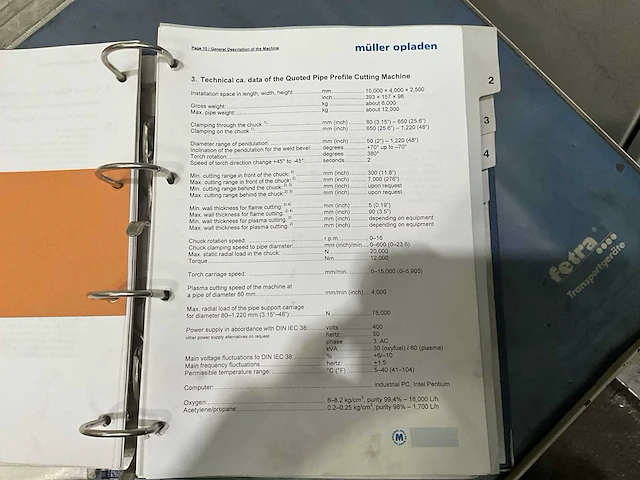 Page 10 / General Description of the Machine
müller opladen
3. Technical ca. data of the Quoted Pipe Profile Cutting Machine
Installation space in length, width, height: mm 10,000 × 4,000 × 2,500
inch 393 × 157 × 98
Gross weight: kg about 6,000
Max. pipe weight: kg about 12,000
Clamping through the chuck 1): mm (inch) 80 (3.15") – 650 (25.6")
Clamping on the chuck 1): mm (inch) 650 (25.6") – 1,220 (48")
Diameter range of pendulum: mm (inch) 50 (2") – 1,220 (48")
Inclination of the pendulum for the weld bevel: degrees +70° up to –70°
Torch rotation: degrees 380°
Speed of torch direction change +45° to -45°: seconds 2
Min. cutting range in front of the chuck: mm (inch) 300 (11.8")
Max. cutting range in front of the chuck: mm (inch) 7,000 (276")
Min. cutting range behind the chuck: mm (inch) upon request
Max. cutting range behind the chuck: mm (inch) upon request
Min. wall thickness for flame cutting: mm (inch) 5 (0.19")
Max. wall thickness for flame cutting: mm (inch) 90 (3.5")
Min. wall thickness for plasma cutting: mm (inch) depending on equipment
Max. wall thickness for plasma cutting: mm (inch) depending on equipment
Chuck rotation speed: r.p.m. 0–16
Chuck clamping speed to pipe diameter: mm (inch)/min 0–600 (0–23.6)
Max. static radial load in the chuck: N 20,000
Torque: Nm 12,000
Torch carriage speed: mm/min 0–15,000 (0–5,905)
Plasma cutting speed of the machine at
a pipe of diameter 80 mm mm/min (inch) 4,000
Max. radial load of the pipe support carriage
for diameter 80–1,220 mm (3.15"–48") N 75,000
Power supply in accordance with DIN IEC 38: volts 400
other power supply alternatives on request hertz 50
phase 3, AC
kVA 30 (oxyfuel) / 60 (plasma)
Main voltage fluctuations to DIN IEC 38 % +6/–10
Main frequency fluctuations hertz ±1.5
Permissible temperature range: °C (°F) 5–40 (41–104)
Computer: industrial PC, Intel Pentium
Oxygen: 6–8.2 kg/cm², purity 99.4% – 18,000 L/h
Acetylene/propane: 0.2–0.25 kg/cm², purity 98% – 1,700 L/h
M
2
3
4
fetra
Transportgeräte